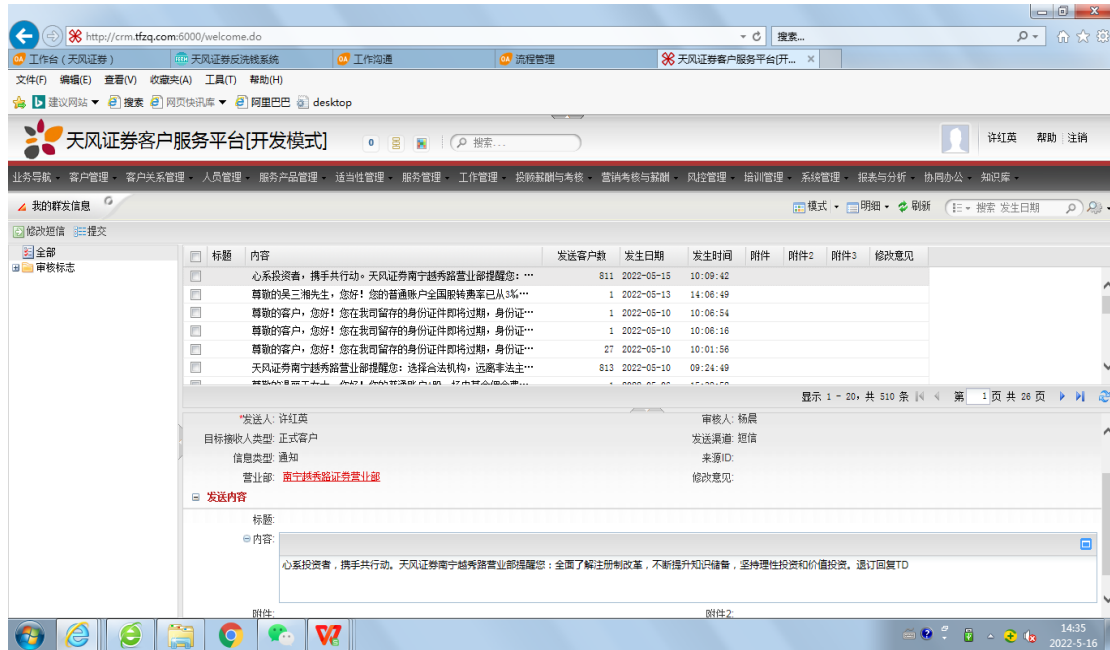 http://crm.tfzq.com:6000/welcome.do 搜索...
工作台（天风证券） 天风证券反洗钱系统 工作沟通 流程管理 天风证券客户服务平台[开... ×
文件(F) 编辑(E) 查看(V) 收藏夹(A) 工具(T) 帮助(H)
建议网站 搜索 网页快讯库 阿里巴巴 desktop
天风证券客户服务平台[开发模式] 0 搜索... 许红英 帮助 注销
业务导航 客户管理 客户关系管理 人员管理 服务产品管理 适当性管理 服务管理 工作管理 投顾薪酬与考核 营销考核与薪酬 风控管理 培训管理 系统管理 报表与分析 协同办公 知识库
我的群发信息 模式 明细 刷新 搜索 发生日期
修改短信 提交
全部
审核标志
标题 内容 发送客户数 发生日期 发生时间 附件 附件2 附件3 修改意见
心系投资者，携手共行动。天风证券南宁越秀路营业部提醒您：… 811 2022-05-15 10:09:42
尊敬的吴三湘先生，您好！您的普通账户全国股转费率已从3%… 1 2022-05-13 14:06:49
尊敬的客户，您好！您在我司留存的身份证件即将过期，身份证… 1 2022-05-10 10:06:54
尊敬的客户，您好！您在我司留存的身份证件即将过期，身份证… 1 2022-05-10 10:06:16
尊敬的客户，您好！您在我司留存的身份证件即将过期，身份证… 27 2022-05-10 10:01:56
天风证券南宁越秀路营业部提醒您：选择合法机构，远离非法主… 813 2022-05-10 09:24:49
显示 1 - 20，共 510 条 第 1 页 共 26 页
*发送人: 许红英 审核人: 杨晨
目标接收人类型: 正式客户 发送渠道: 短信
信息类型: 通知 来源ID:
营业部: 南宁越秀路证券营业部 修改意见:
发送内容
标题:
内容:
心系投资者，携手共行动。天风证券南宁越秀路营业部提醒您：全面了解注册制改革，不断提升知识储备，坚持理性投资和价值投资。退订回复TD
附件: 附件2:
14:35
2022-5-16